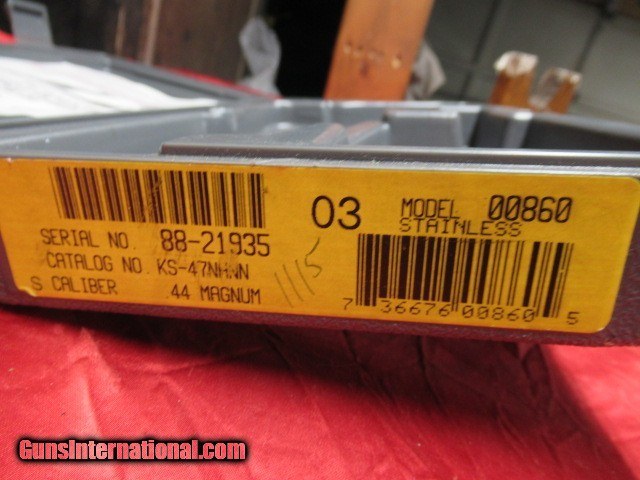 03
MODEL 00860
STAINLESS
SERIAL NO. 88-21935
CATALOG NO. KS-47NHNN
S CALIBER .44 MAGNUM
1115
7 36676 00860 5
GunsInternational.com